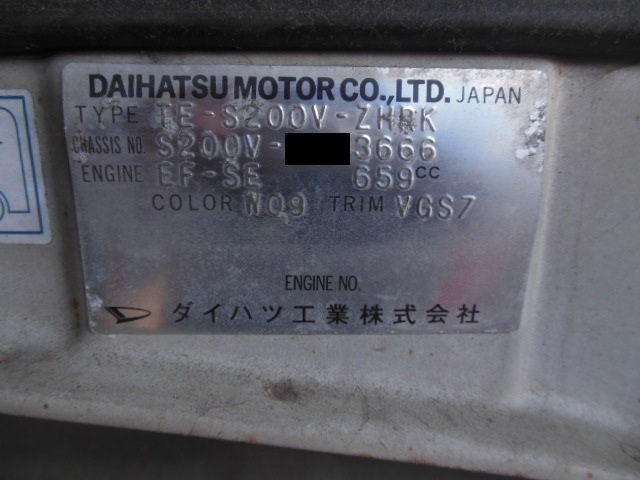 DAIHATSU MOTOR CO.,LTD. JAPAN
TYPE TE-S200V-ZHRK
CHASSIS NO. S200V- 3666
ENGINE EF-SE 659cc
COLOR W09 TRIM VGS7
ENGINE NO.
ダイハツ工業株式会社